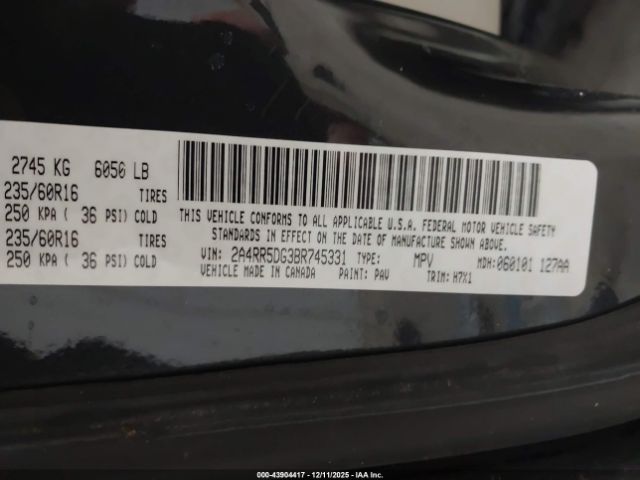 2745 KG 6050 LB
235/60R16 TIRES
250 KPA ( 36 PSI) COLD
235/60R16 TIRES
250 KPA ( 36 PSI) COLD
THIS VEHICLE CONFORMS TO ALL APPLICABLE U.S.A. FEDERAL MOTOR VEHICLE SAFETY
STANDARDS IN EFFECT ON THE DATE OF MANUFACTURE SHOWN ABOVE.
VIN: 2A4RR5DG3BR745331 TYPE: MPV MDH: 060101 127AA
VEHICLE MADE IN CANADA PAINT: PAV TRIM: H7X1
000-43904417 - 12/11/2025 - Copyright © 2025 IAA, Inc.